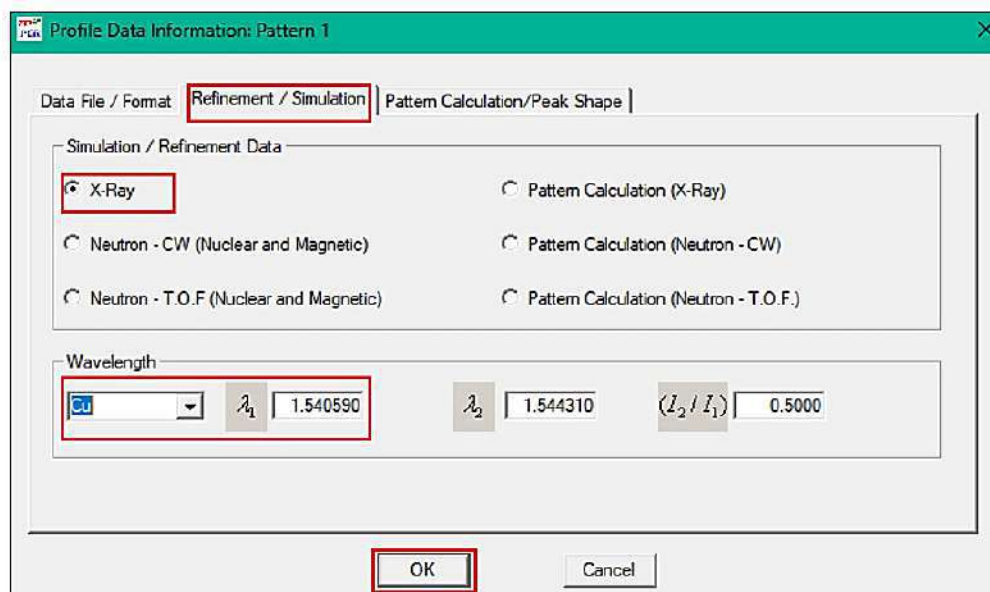 Profile Data Information: Pattern 1
Data File / Format Refinement / Simulation Pattern Calculation/Peak Shape
Simulation / Refinement Data
X-Ray Pattern Calculation (X-Ray)
Neutron - CW (Nuclear and Magnetic) Pattern Calculation (Neutron - CW)
Neutron - T.O.F (Nuclear and Magnetic) Pattern Calculation (Neutron - T.O.F.)
Wavelength
Cu λ₁ 1.540590 λ₂ 1.544310 (I₂ / I₁) 0.5000
OK Cancel